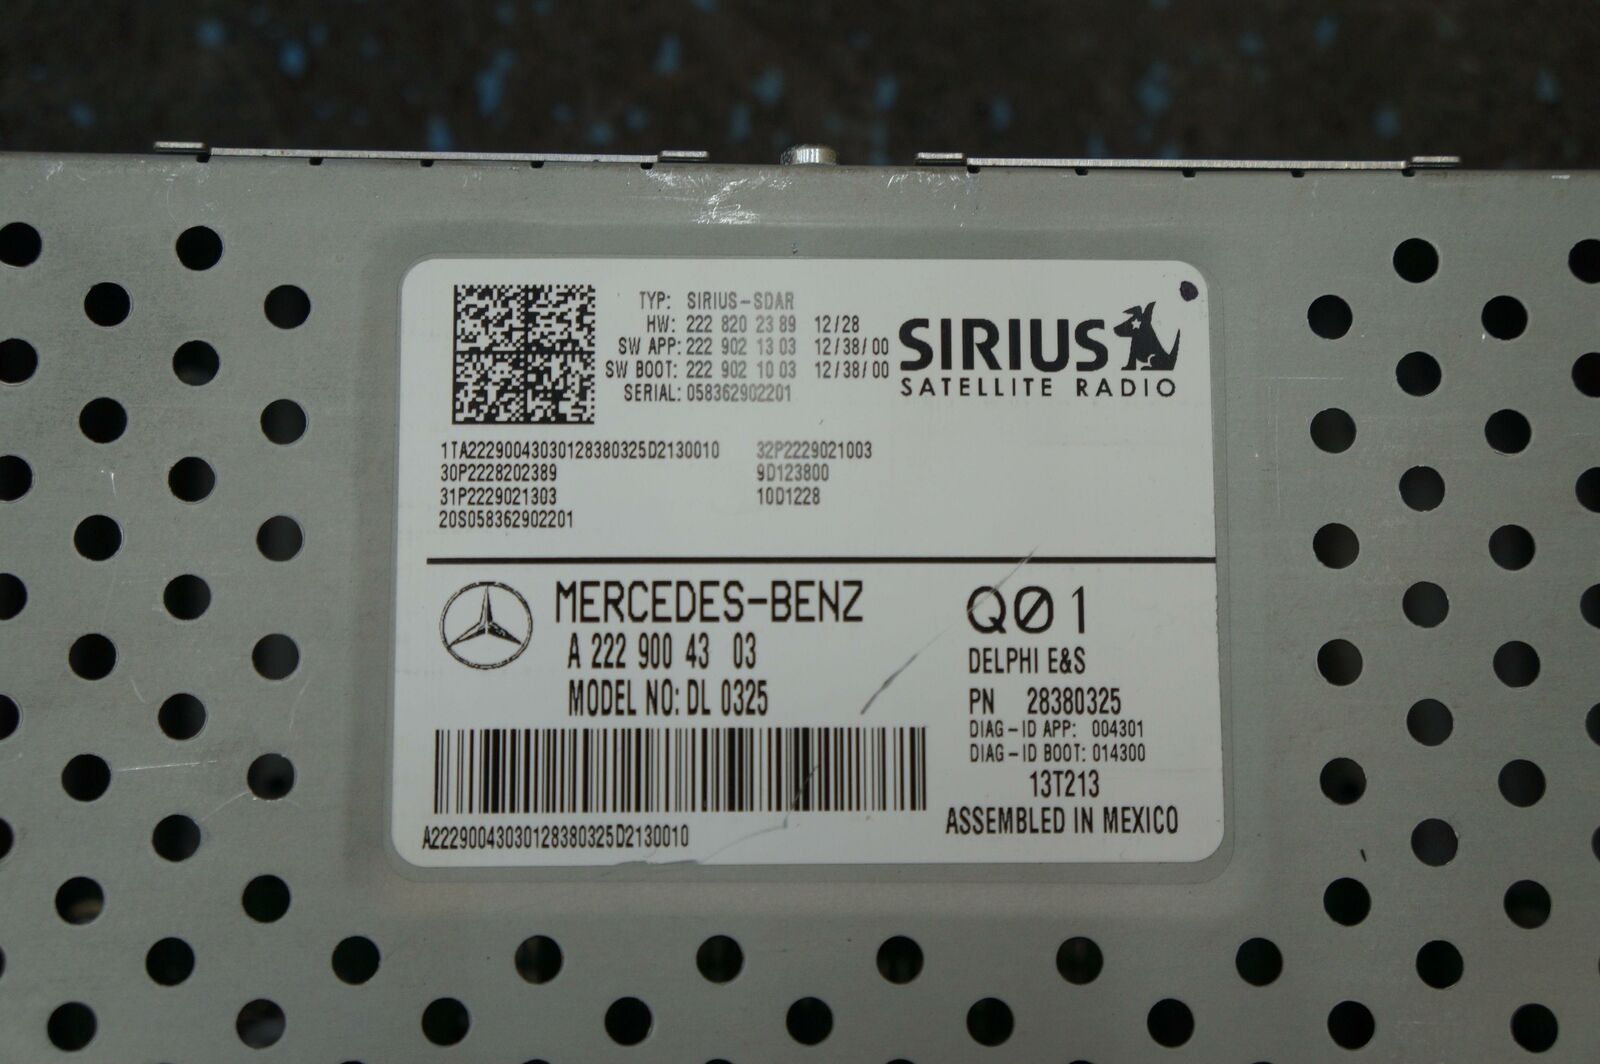 TYP: SIRIUS-SDAR
HW: 222 820 23 89 12/28
SW APP: 222 902 13 03 12/38/00
SW BOOT: 222 902 10 03 12/38/00
SERIAL: 058362902201
SIRIUS
SATELLITE RADIO
1TA22290043030128380325D2130010 32P2229021003
30P2228202389 9D123800
31P2229021303 10D1228
20S058362902201
MERCEDES-BENZ
A 222 900 43 03
MODEL NO: DL 0325
A22290043030128380325D2130010
QØ1
DELPHI E&S
PN 28380325
DIAG-ID APP: 004301
DIAG-ID BOOT: 014300
13T213
ASSEMBLED IN MEXICO